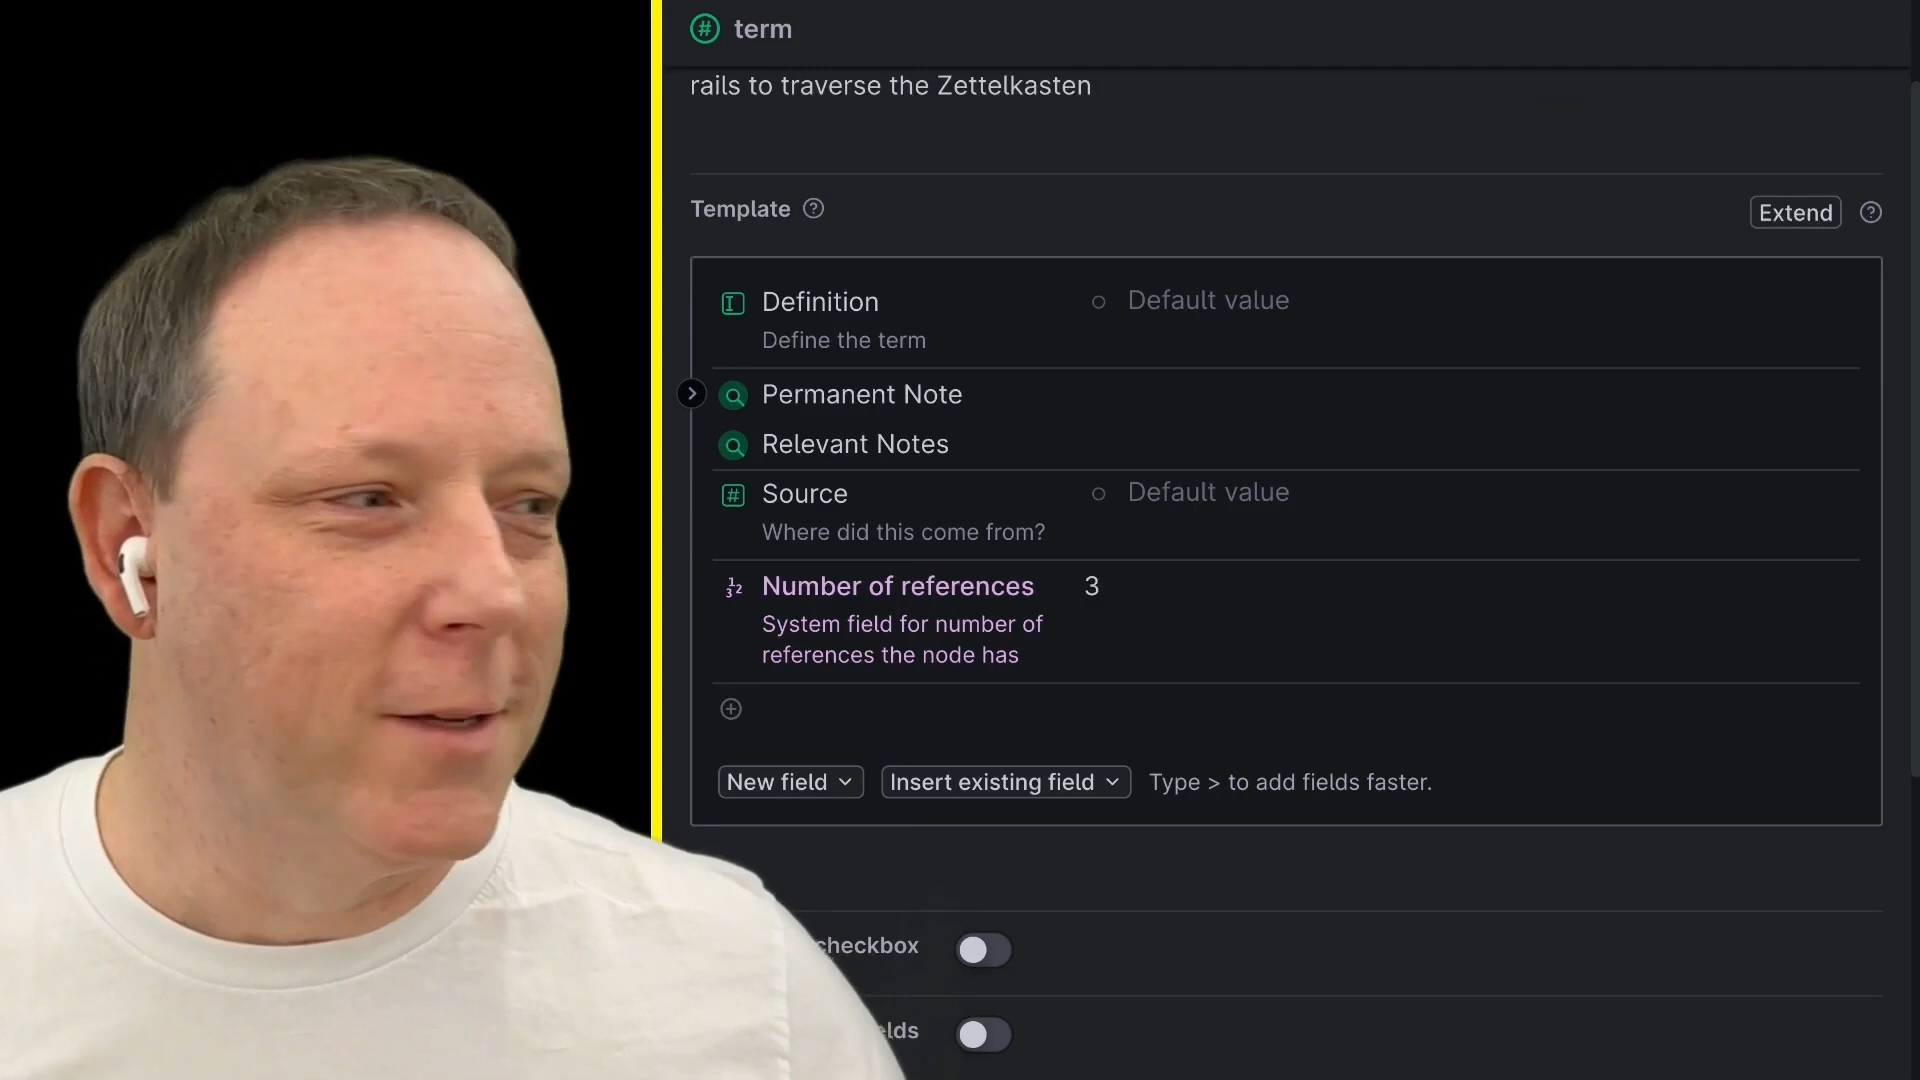 # term
rails to traverse the Zettelkasten
Template ?
Extend ?
Definition
Default value
Define the term
Permanent Note
Relevant Notes
# Source
Default value
Where did this come from?
Number of references 3
System field for number of
references the node has
New field
Insert existing field
Type > to add fields faster.
checkbox